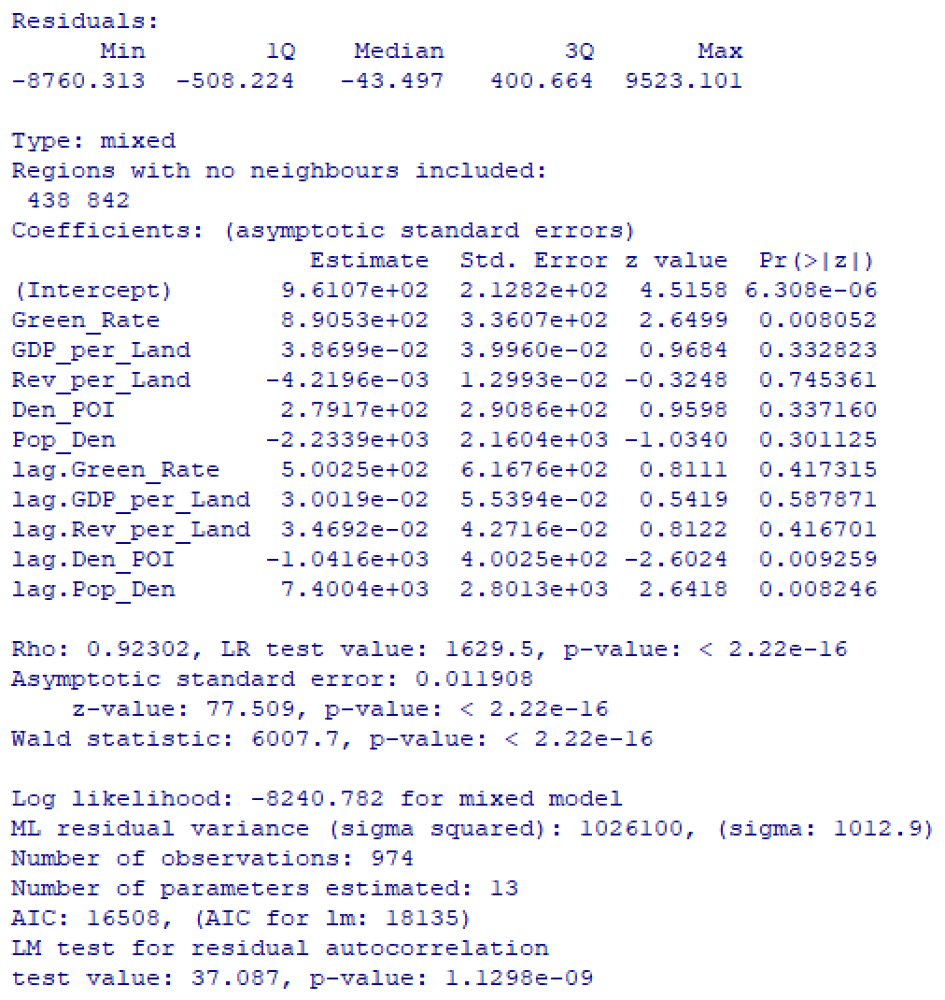 Residuals:
Min 1Q Median 3Q Max
-8760.313 -508.224 -43.497 400.664 9523.101
Type: mixed
Regions with no neighbours included:
438 842
Coefficients: (asymptotic standard errors)
Estimate Std. Error z value Pr(>|z|)
(Intercept) 9.6107e+02 2.1282e+02 4.5158 6.308e-06
Green_Rate 8.9053e+02 3.3607e+02 2.6499 0.008052
GDP_per_Land 3.8699e-02 3.9960e-02 0.9684 0.332823
Rev_per_Land -4.2196e-03 1.2993e-02 -0.3248 0.745361
Den_POI 2.7917e+02 2.9086e+02 0.9598 0.337160
Pop_Den -2.2339e+03 2.1604e+03 -1.0340 0.301125
lag.Green_Rate 5.0025e+02 6.1676e+02 0.8111 0.417315
lag.GDP_per_Land 3.0019e-02 5.5394e-02 0.5419 0.587871
lag.Rev_per_Land 3.4692e-02 4.2716e-02 0.8122 0.416701
lag.Den_POI -1.0416e+03 4.0025e+02 -2.6024 0.009259
lag.Pop_Den 7.4004e+03 2.8013e+03 2.6418 0.008246
Rho: 0.92302, LR test value: 1629.5, p-value: < 2.22e-16
Asymptotic standard error: 0.011908
z-value: 77.509, p-value: < 2.22e-16
Wald statistic: 6007.7, p-value: < 2.22e-16
Log likelihood: -8240.782 for mixed model
ML residual variance (sigma squared): 1026100, (sigma: 1012.9)
Number of observations: 974
Number of parameters estimated: 13
AIC: 16508, (AIC for lm: 18135)
LM test for residual autocorrelation
test value: 37.087, p-value: 1.1298e-09